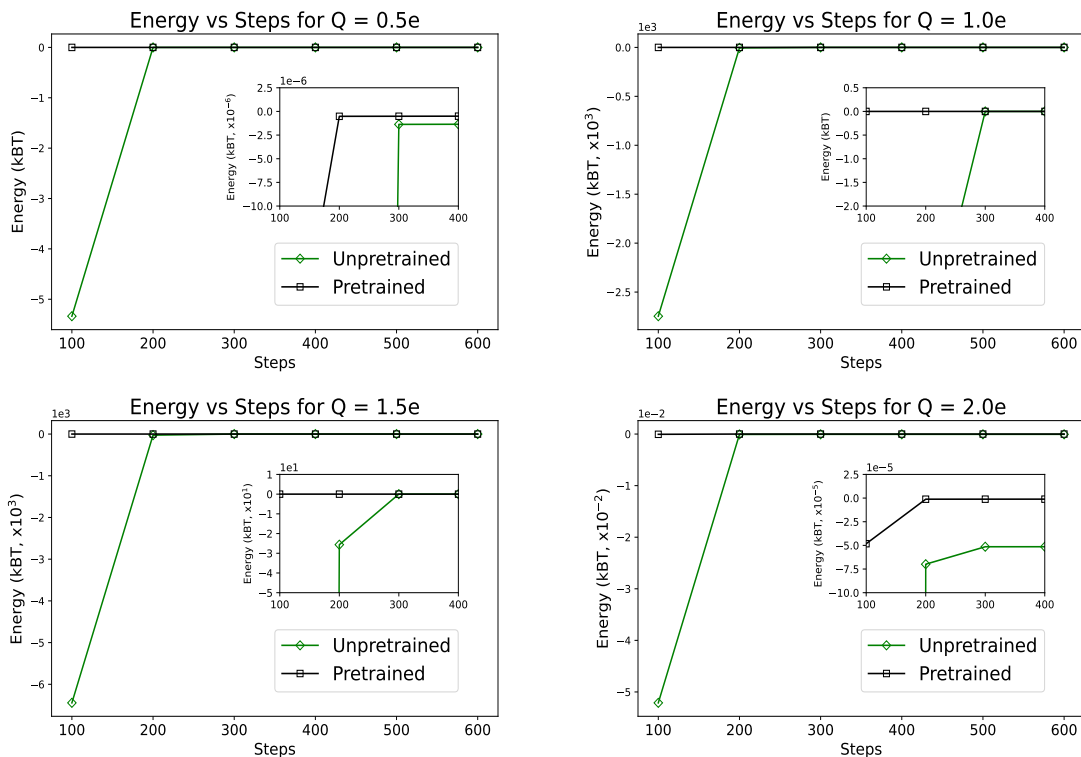 Energy vs Steps for Q = 0.5e
Energy (kBT)
0
−1
−2
−3
−4
−5
100 200 300 400 500 600
Steps
1e−6
Energy (kBT, x10⁻⁶)
2.5
0.0
−2.5
−5.0
−7.5
−10.0
100 200 300 400
Unpretrained
Pretrained
Energy vs Steps for Q = 1.0e
1e3
Energy (kBT, x10³)
0.0
−0.5
−1.0
−1.5
−2.0
−2.5
100 200 300 400 500 600
Steps
Energy (kBT)
0.5
0.0
−0.5
−1.0
−1.5
−2.0
100 200 300 400
Unpretrained
Pretrained
Energy vs Steps for Q = 1.5e
1e3
Energy (kBT, x10³)
0
−1
−2
−3
−4
−5
−6
100 200 300 400 500 600
Steps
1e1
Energy (kBT, x10¹)
1
0
−1
−2
−3
−4
−5
100 200 300 400
Unpretrained
Pretrained
Energy vs Steps for Q = 2.0e
1e−2
Energy (kBT, x10⁻²)
0
−1
−2
−3
−4
−5
100 200 300 400 500 600
Steps
1e−5
Energy (kBT, x10⁻⁵)
2.5
0.0
−2.5
−5.0
−7.5
−10.0
100 200 300 400
Unpretrained
Pretrained